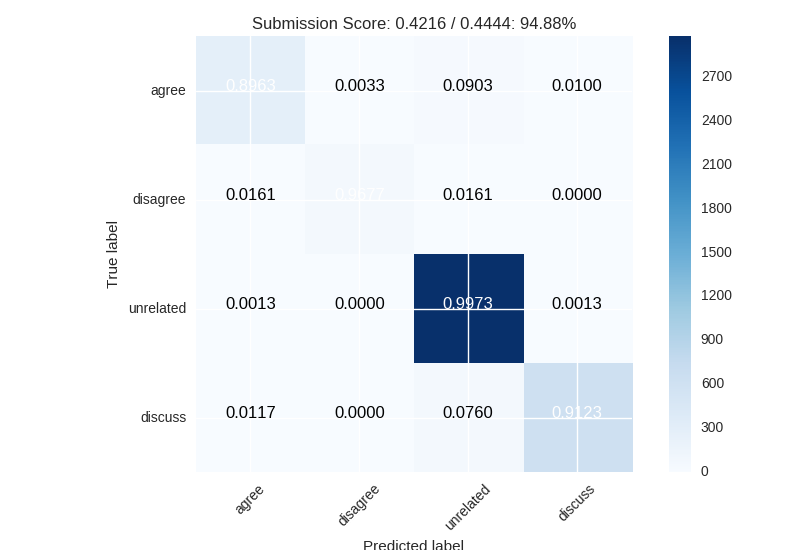 Submission Score: 0.4216 / 0.4444: 94.88%
agree 0.8963 0.0033 0.0903 0.0100
disagree 0.0161 0.9677 0.0161 0.0000
unrelated 0.0013 0.0000 0.9973 0.0013
discuss 0.0117 0.0000 0.0760 0.9123
True label
agree disagree unrelated discuss
Predicted label
2700
2400
2100
1800
1500
1200
900
600
300
0